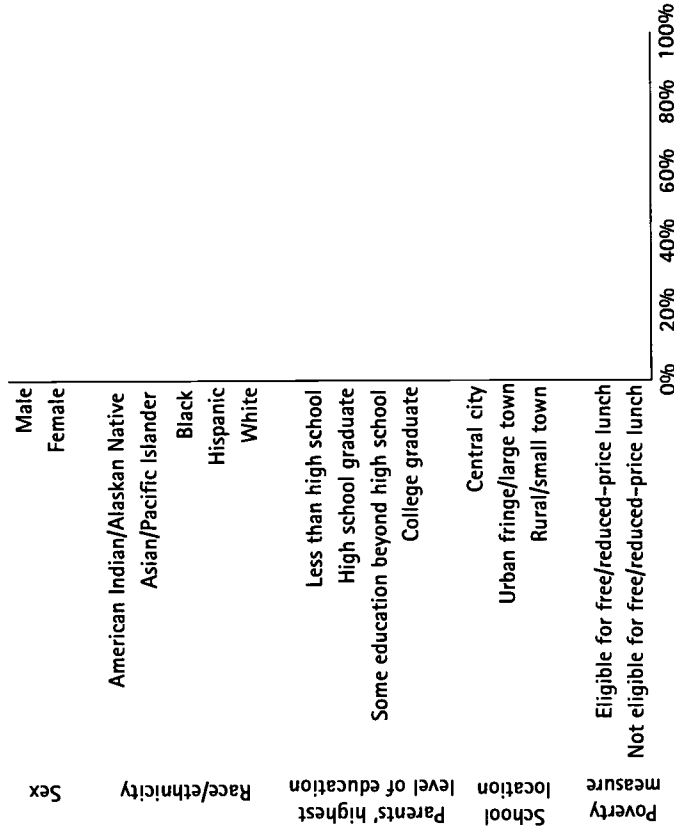 Sex
Male
Female
Race/ethnicity
American Indian/Alaskan Native
Asian/Pacific Islander
Black
Hispanic
White
Parents' highest
level of education
Less than high school
High school graduate
Some education beyond high school
College graduate
School
location
Central city
Urban fringe/large town
Rural/small town
Poverty
measure
Eligible for free/reduced-price lunch
Not eligible for free/reduced-price lunch
0% 20% 40% 60% 80% 100%